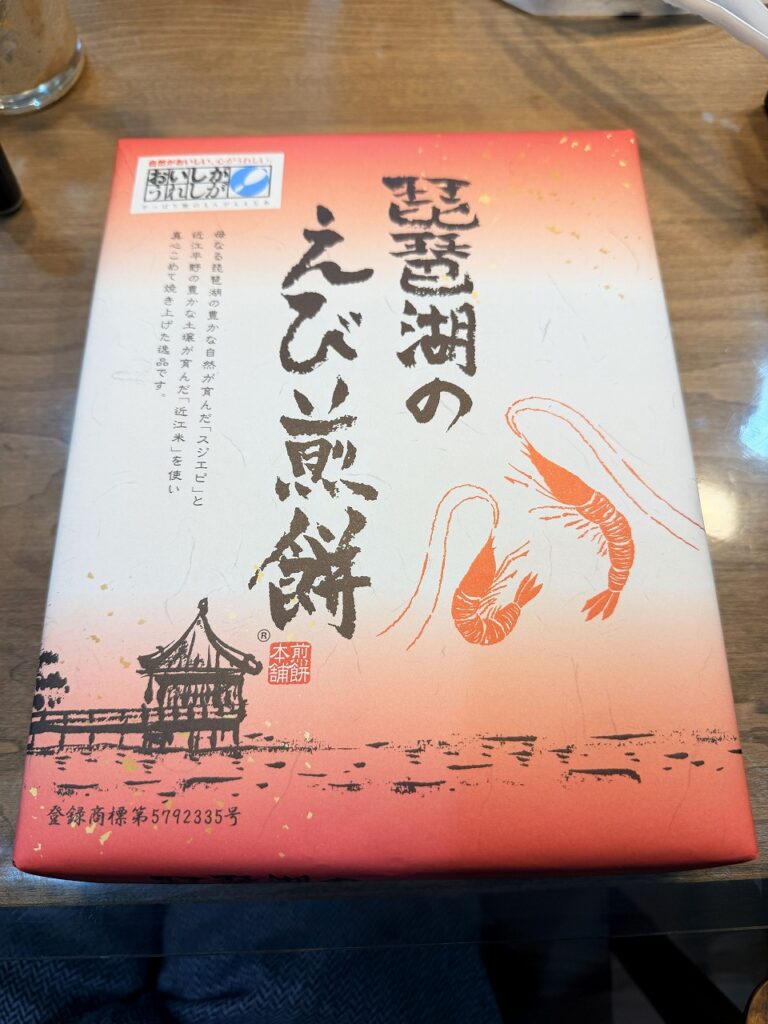 琵琶湖の
えび煎餅
®
煎餅
本舗
自然がおいしい、心がうれしい。
おいしが
うれしが
母なる琵琶湖の豊かな自然が育んだ「スジエビ」と
近江平野の豊かな土壌が育んだ「近江米」を使い
真心こめて焼き上げた逸品です。
登録商標第5792335号